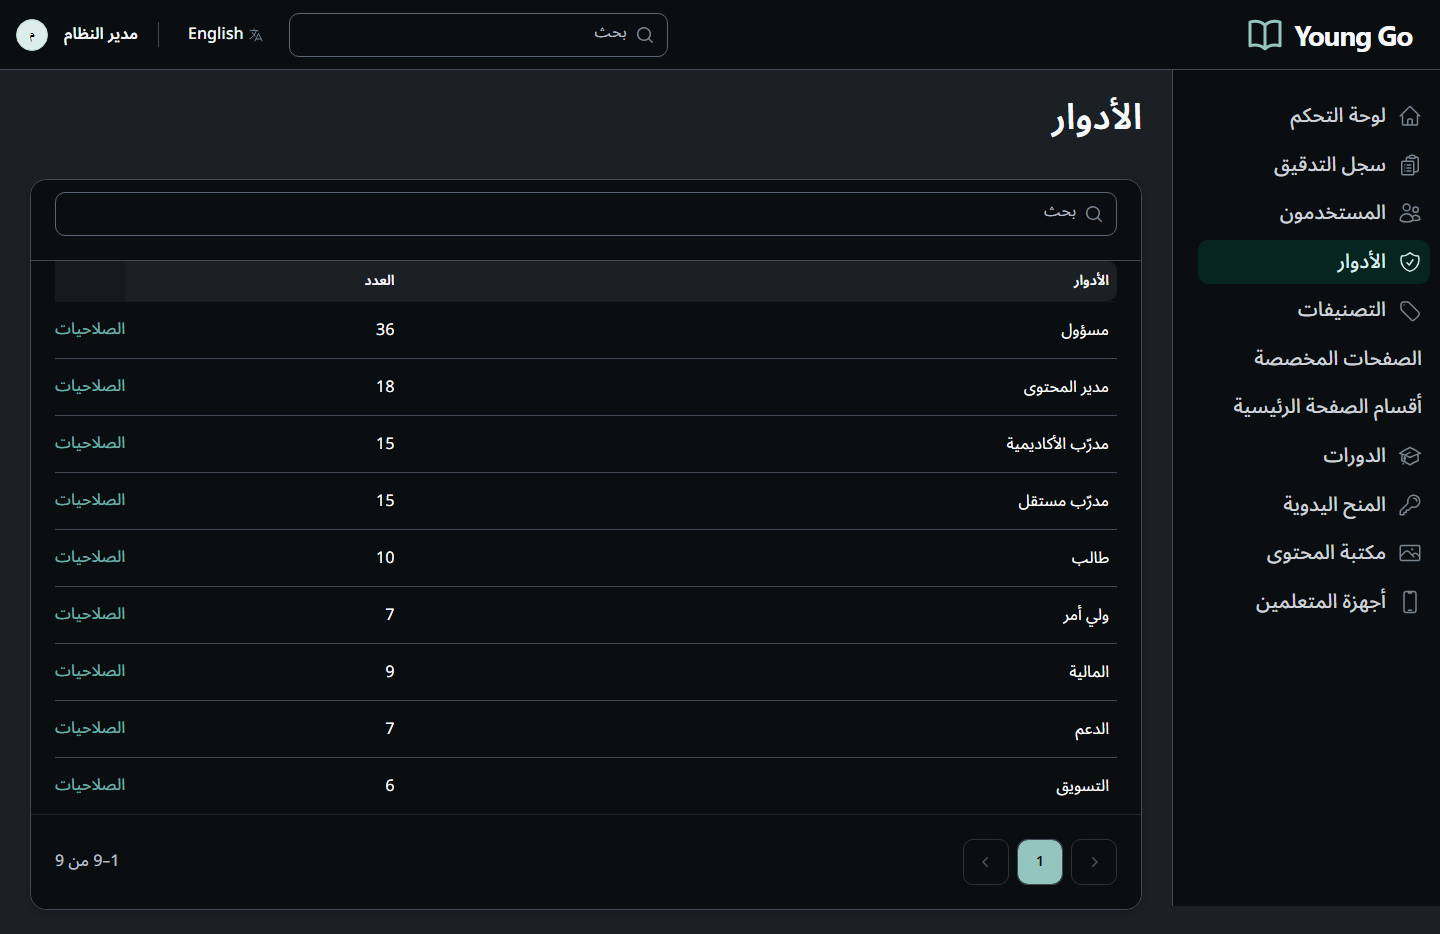 Young Go
بحث
English
مدير النظام
م
لوحة التحكم
سجل التدقيق
المستخدمون
الأدوار
التصنيفات
الصفحات المخصصة
أقسام الصفحة الرئيسية
الدورات
المنح اليدوية
مكتبة المحتوى
أجهزة المتعلمين
الأدوار
بحث
الأدوار العدد
مسؤول 36 الصلاحيات
مدير المحتوى 18 الصلاحيات
مدرّب الأكاديمية 15 الصلاحيات
مدرّب مستقل 15 الصلاحيات
طالب 10 الصلاحيات
ولي أمر 7 الصلاحيات
المالية 9 الصلاحيات
الدعم 7 الصلاحيات
التسويق 6 الصلاحيات
1
1–9 من 9